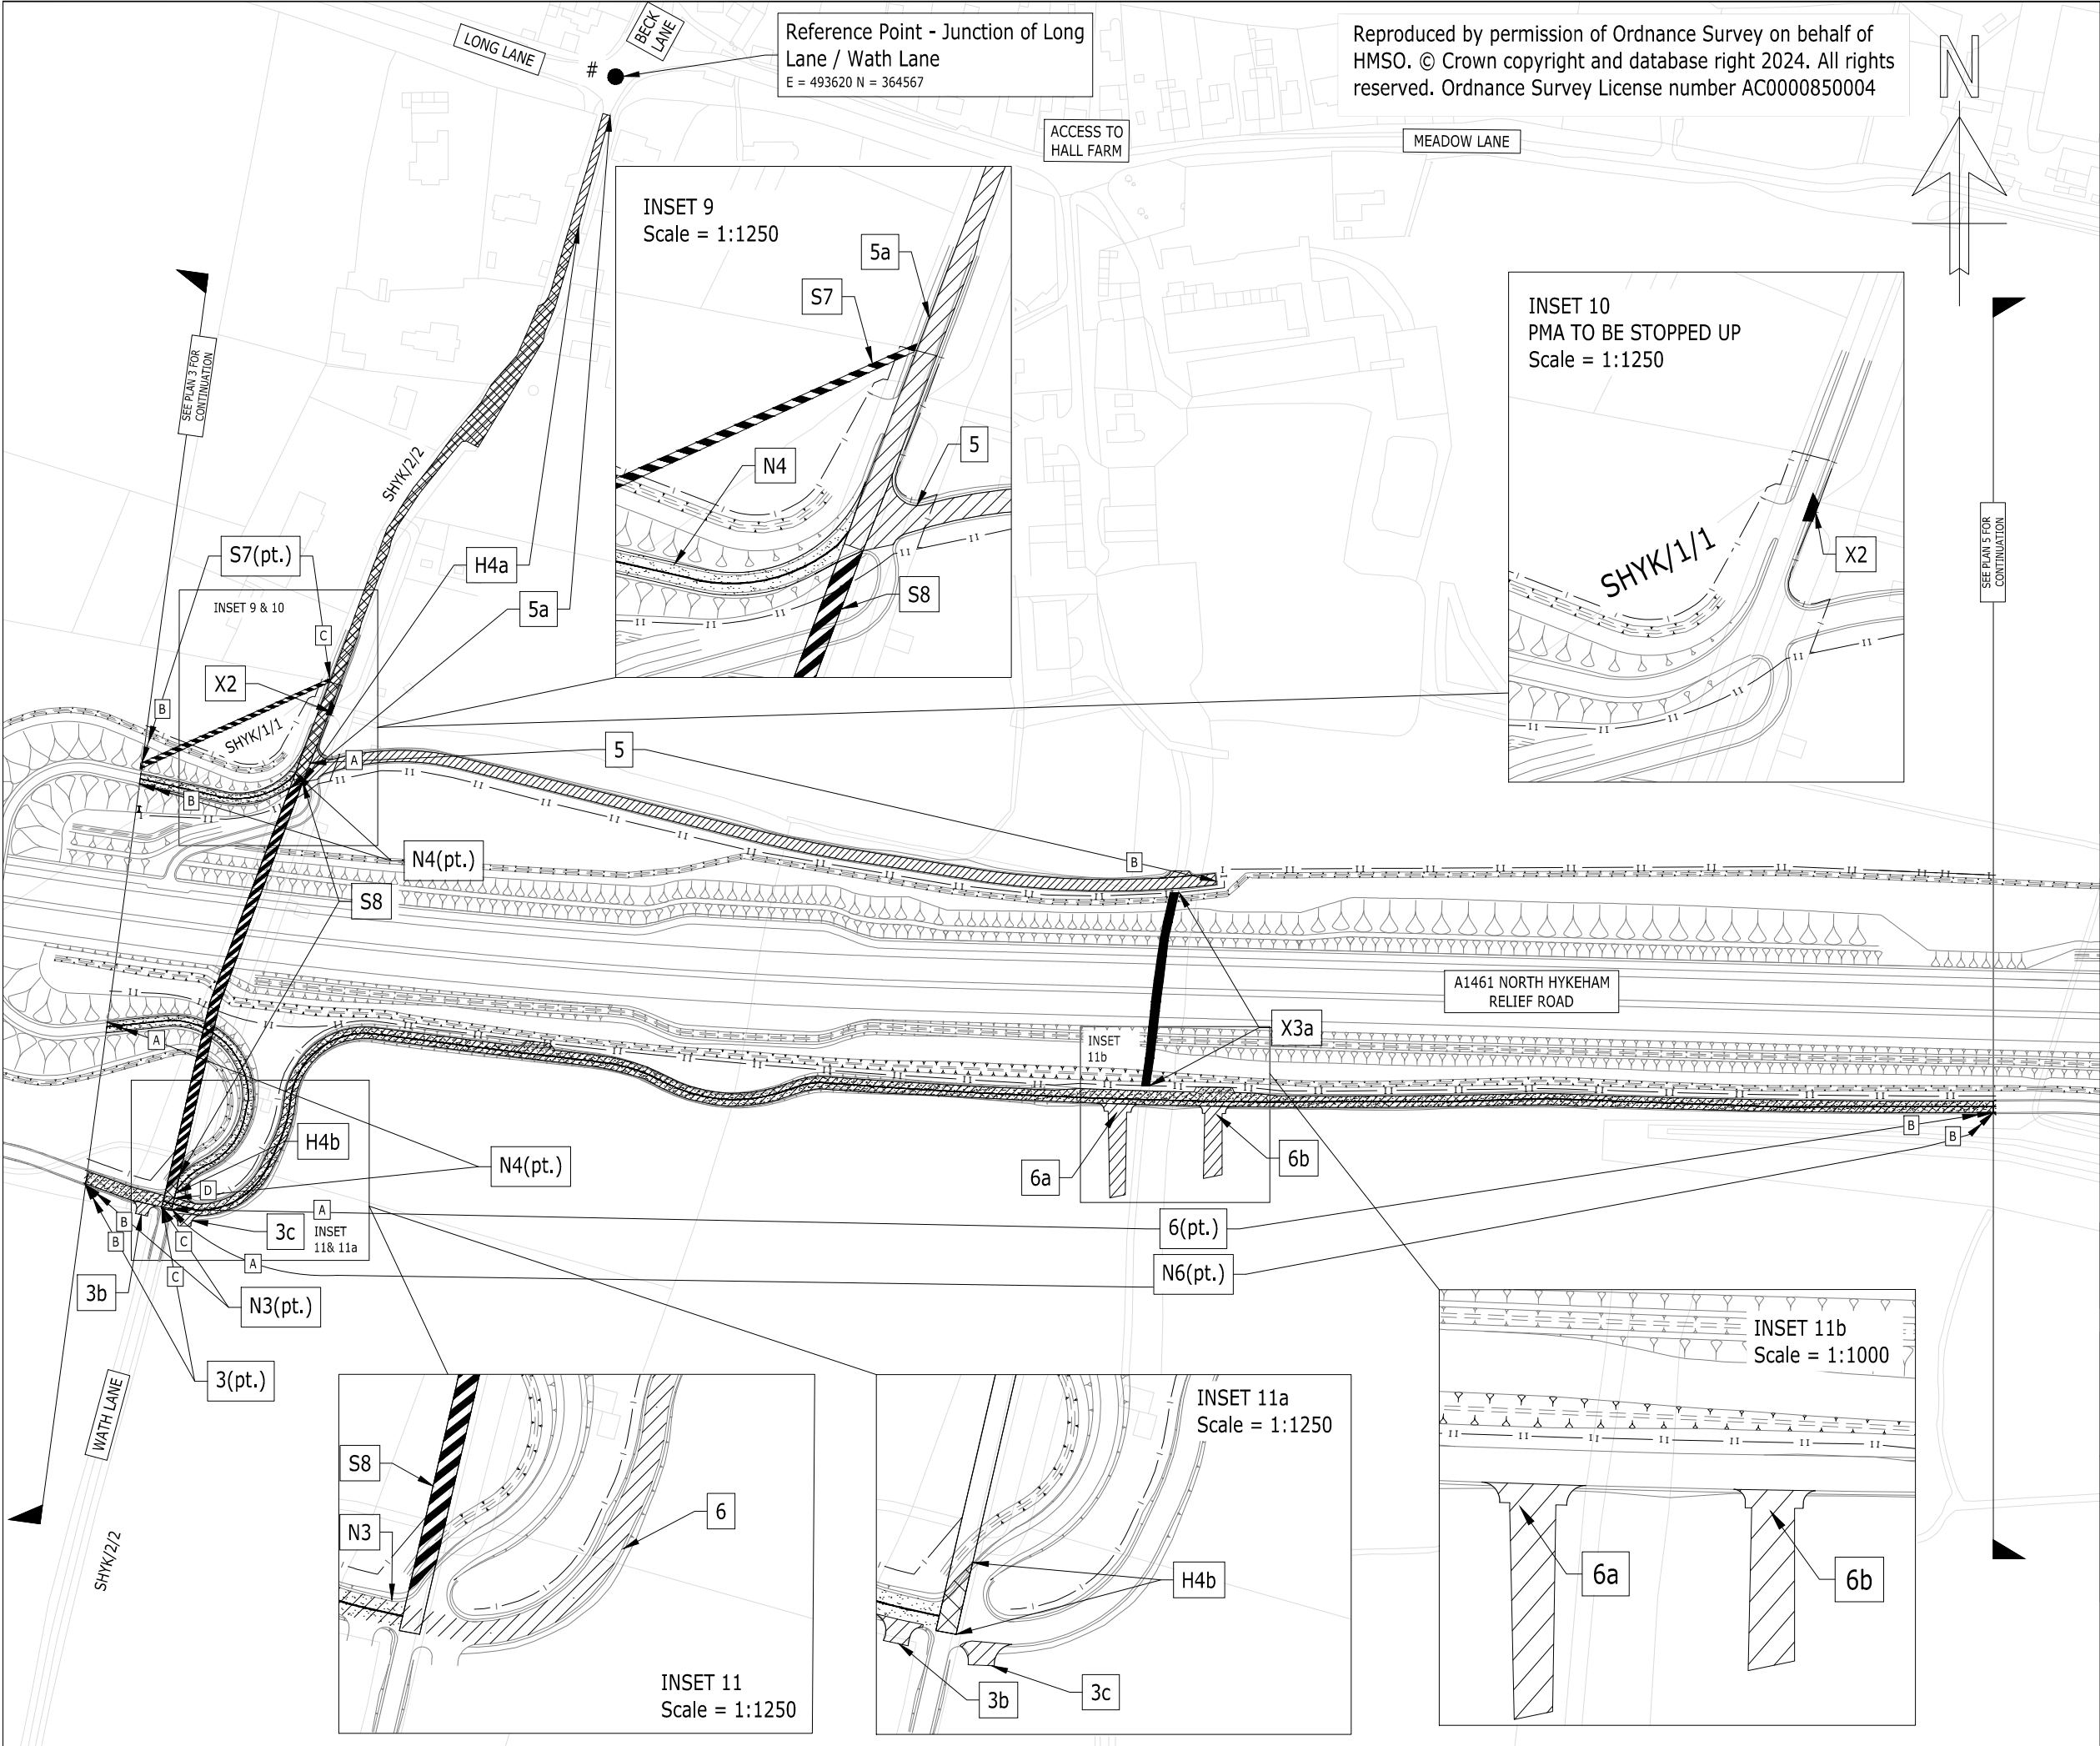 LONG LANE
BECK
LANE
#
Reference Point - Junction of Long
Lane / Wath Lane
E = 493620 N = 364567
Reproduced by permission of Ordnance Survey on behalf of
HMSO. © Crown copyright and database right 2024. All rights
reserved. Ordnance Survey License number AC0000850004
N
ACCESS TO
HALL FARM
MEADOW LANE
INSET 9
Scale = 1:1250
5a
S7
N4
5
S8
INSET 10
PMA TO BE STOPPED UP
Scale = 1:1250
SHYK/1/1
X2
SEE PLAN 3 FOR
CONTINUATION
SEE PLAN 5 FOR
CONTINUATION
SHYK/2/2
S7(pt.)
H4a
5a
INSET 9 & 10
C
X2
B
SHYK/1/1
A
5
B
N4(pt.)
B
S8
A1461 NORTH HYKEHAM
RELIEF ROAD
X3a
INSET
11b
A
H4b
N4(pt.)
D
6a
6b
B
B
A
6(pt.)
3c
INSET
11& 11a
B
B
C
A
N6(pt.)
C
3b
N3(pt.)
3(pt.)
WATH LANE
SHYK/2/2
S8
N3
6
INSET 11
Scale = 1:1250
INSET 11a
Scale = 1:1250
H4b
3b
3c
INSET 11b
Scale = 1:1000
6a
6b